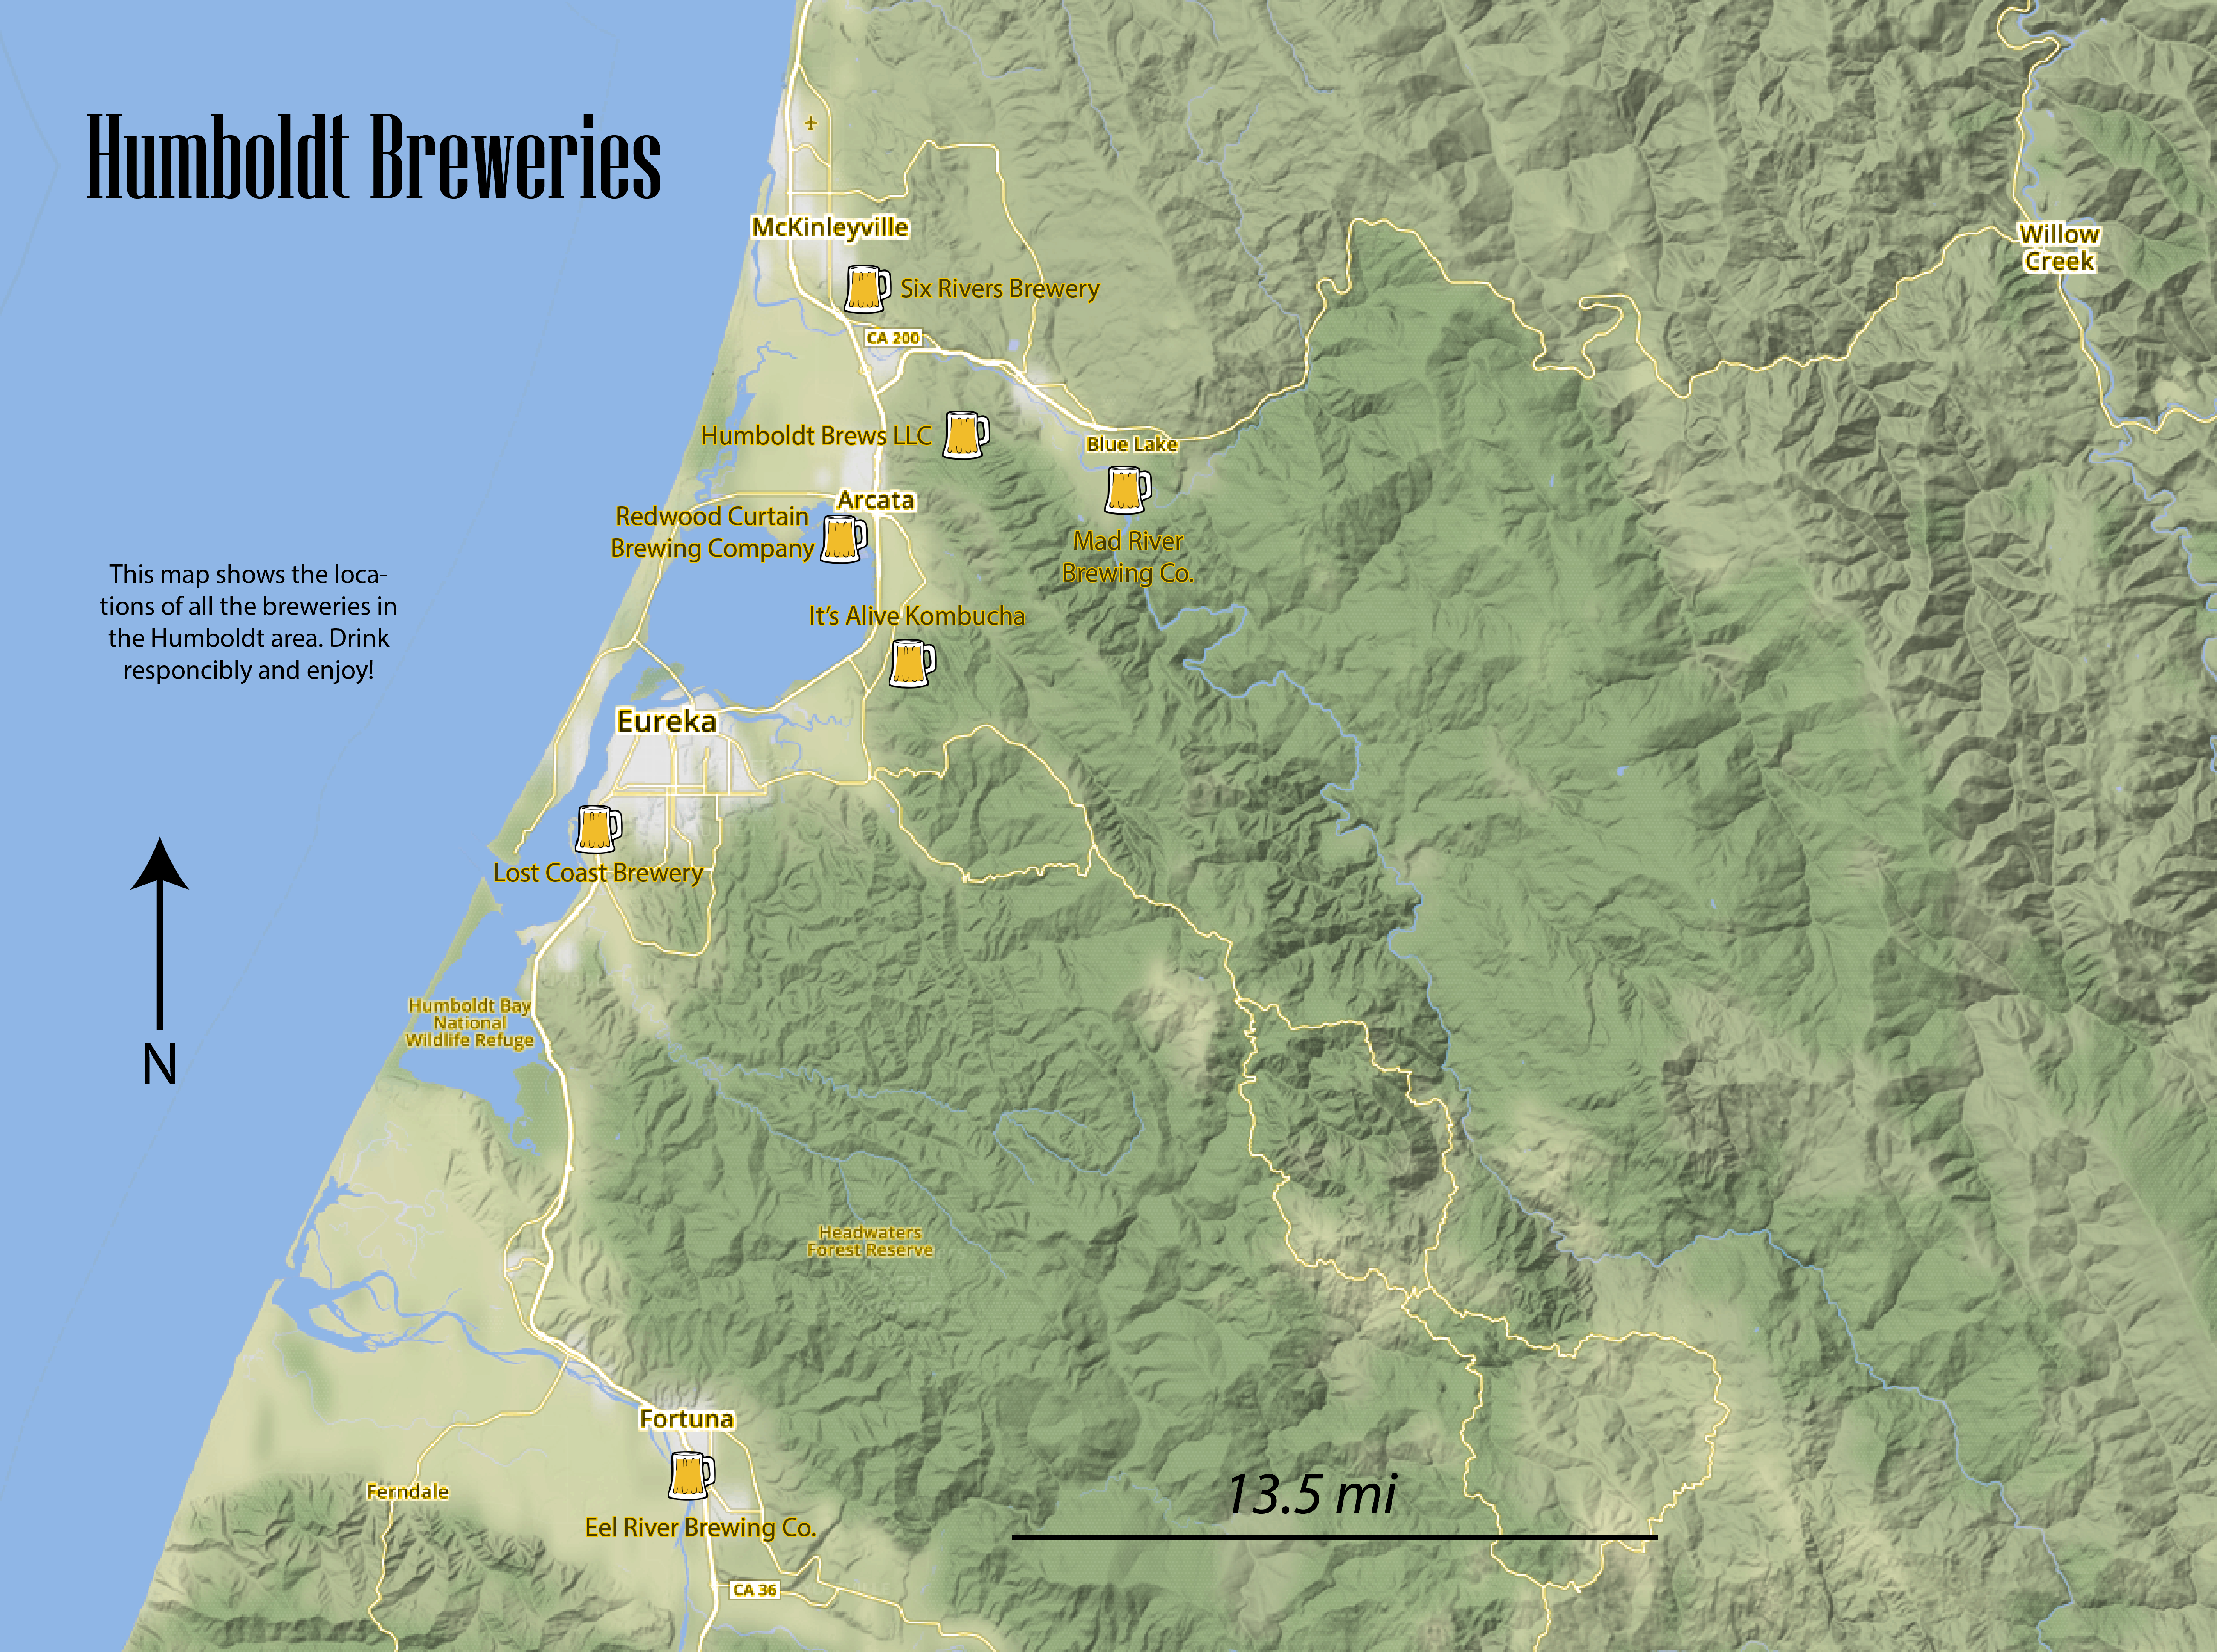 Humboldt Breweries
McKinleyville
Willow
Creek
Six Rivers Brewery
CA 200
Humboldt Brews LLC
Blue Lake
Arcata
Redwood Curtain
Brewing Company
Mad River
Brewing Co.
This map shows the loca-
tions of all the breweries in
the Humboldt area. Drink
responcibly and enjoy!
It’s Alive Kombucha
Eureka
Lost Coast Brewery
Humboldt Bay
National
Wildlife Refuge
N
Headwaters
Forest Reserve
Fortuna
Ferndale
13.5 mi
Eel River Brewing Co.
CA 36